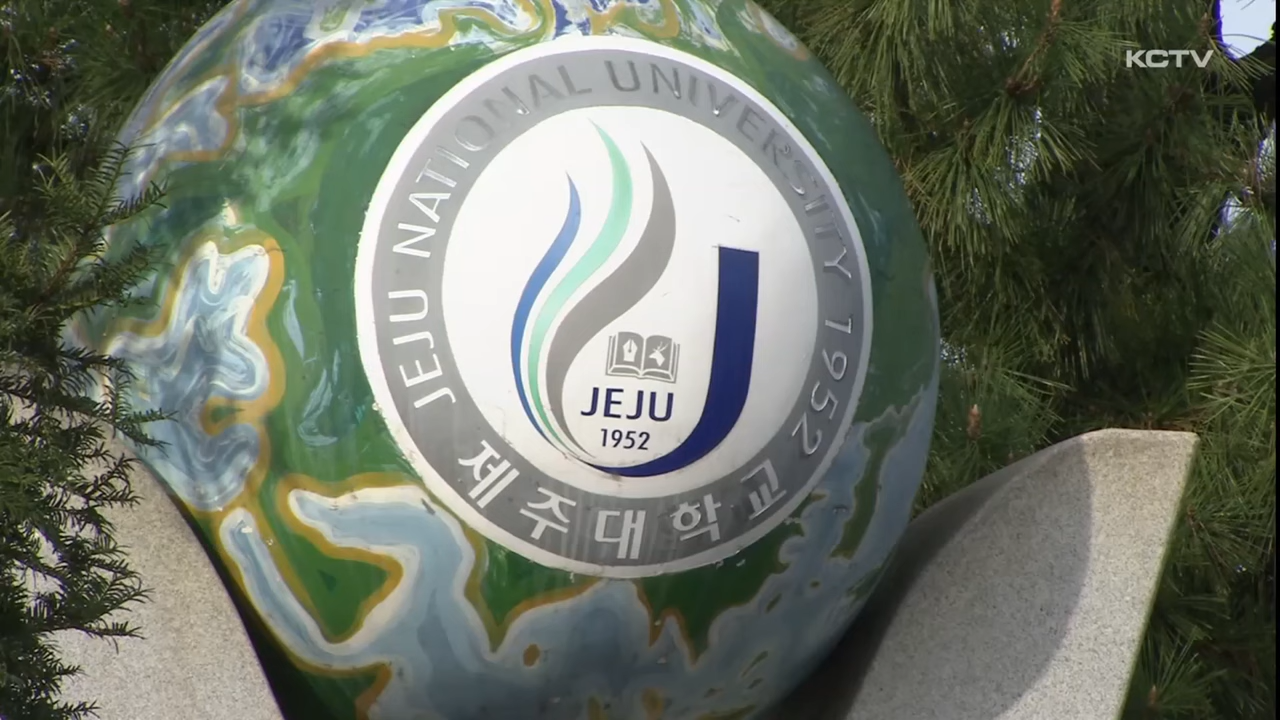 KCTV
JEJU NATIONAL UNIVERSITY 1952
JEJU
1952
제주대학교